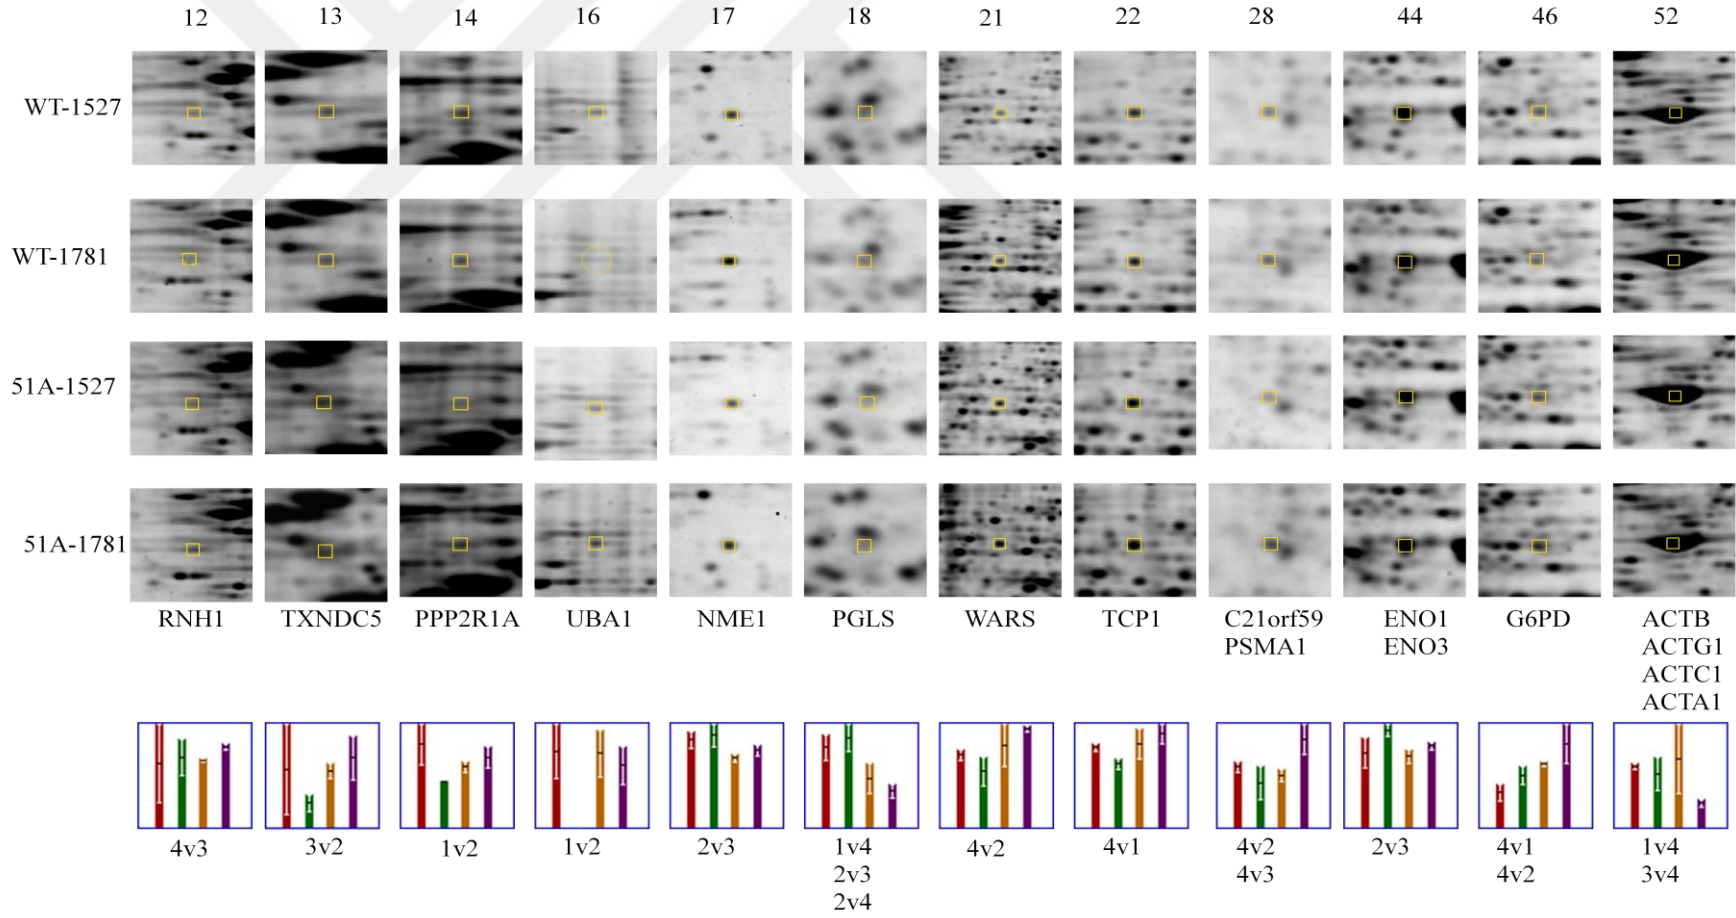 12 13 14 16 17 18 21 22 28 44 46 52
WT-1527
WT-1781
51A-1527
51A-1781
RNH1 TXNDC5 PPP2R1A UBA1 NME1 PGLS WARS TCP1 C21orf59 ENO1 G6PD ACTB
PSMA1 ENO3 ACTG1
ACTC1
ACTA1
4v3 3v2 1v2 1v2 2v3 1v4 4v2 4v1 4v2 2v3 4v1 1v4
2v3 4v3 4v2 3v4
2v4